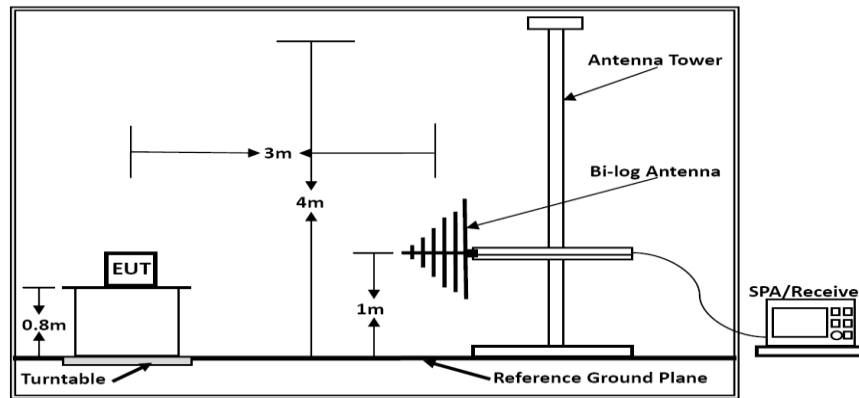 Antenna Tower
3m
Bi-log Antenna
4m
EUT
SPA/Receive
1m
0.8m
Turntable
Reference Ground Plane